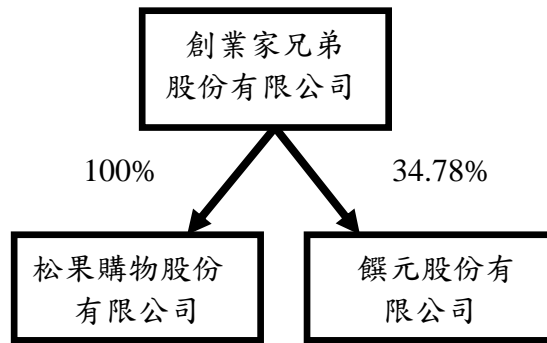 創業家兄弟
股份有限公司
100%
34.78%
松果購物股份
有限公司
饌元股份有
限公司